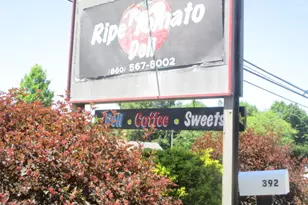 Ripe Tomato
Deli
(860) 567-8002
Deli • Coffee • Sweets
392